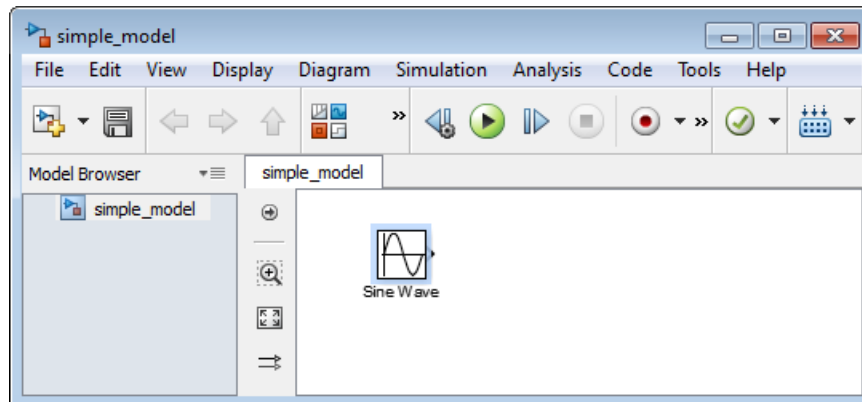 simple_model
File Edit View Display Diagram Simulation Analysis Code Tools Help
Model Browser
simple_model
simple_model
Sine Wave